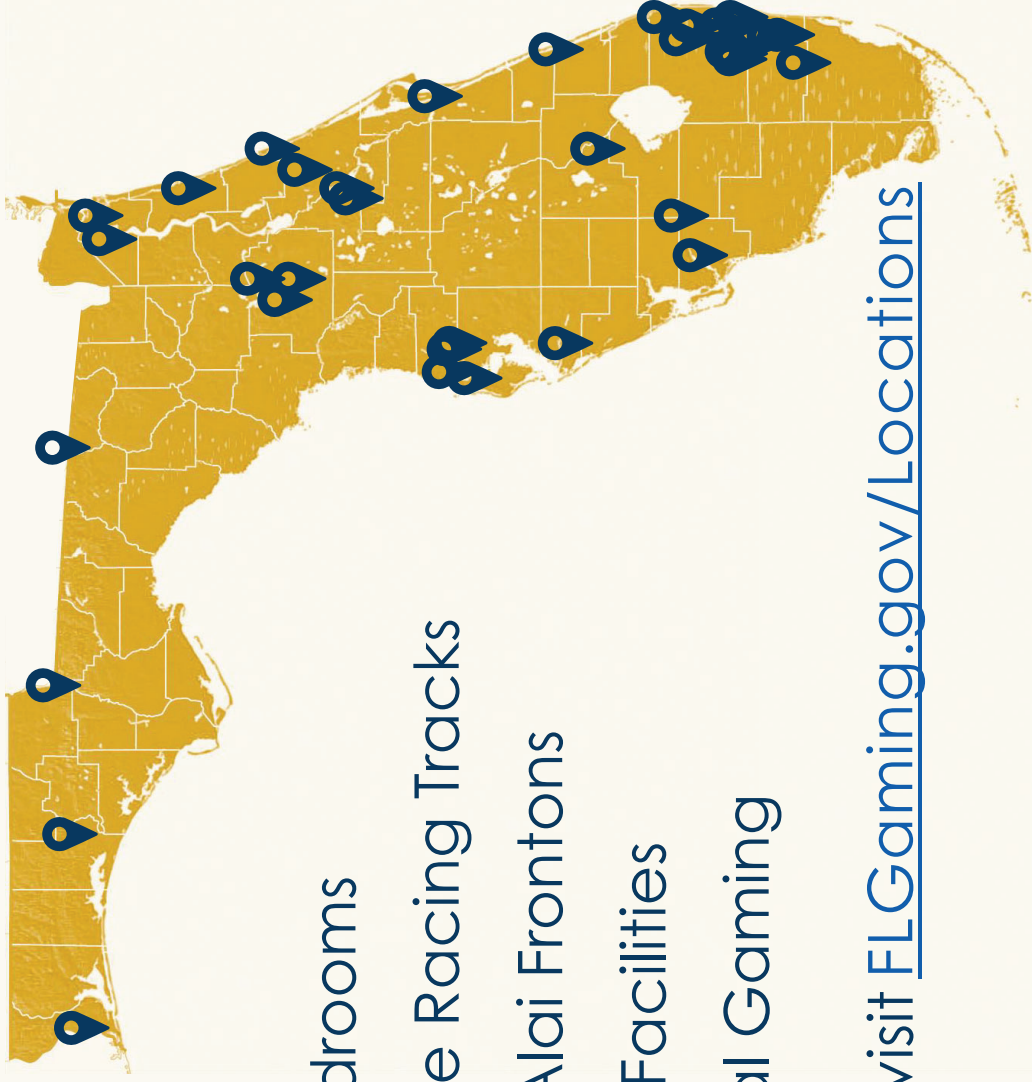 drooms
e Racing Tracks
Alai Frontons
Facilities
al Gaming
visit FLGaming.gov/Locations